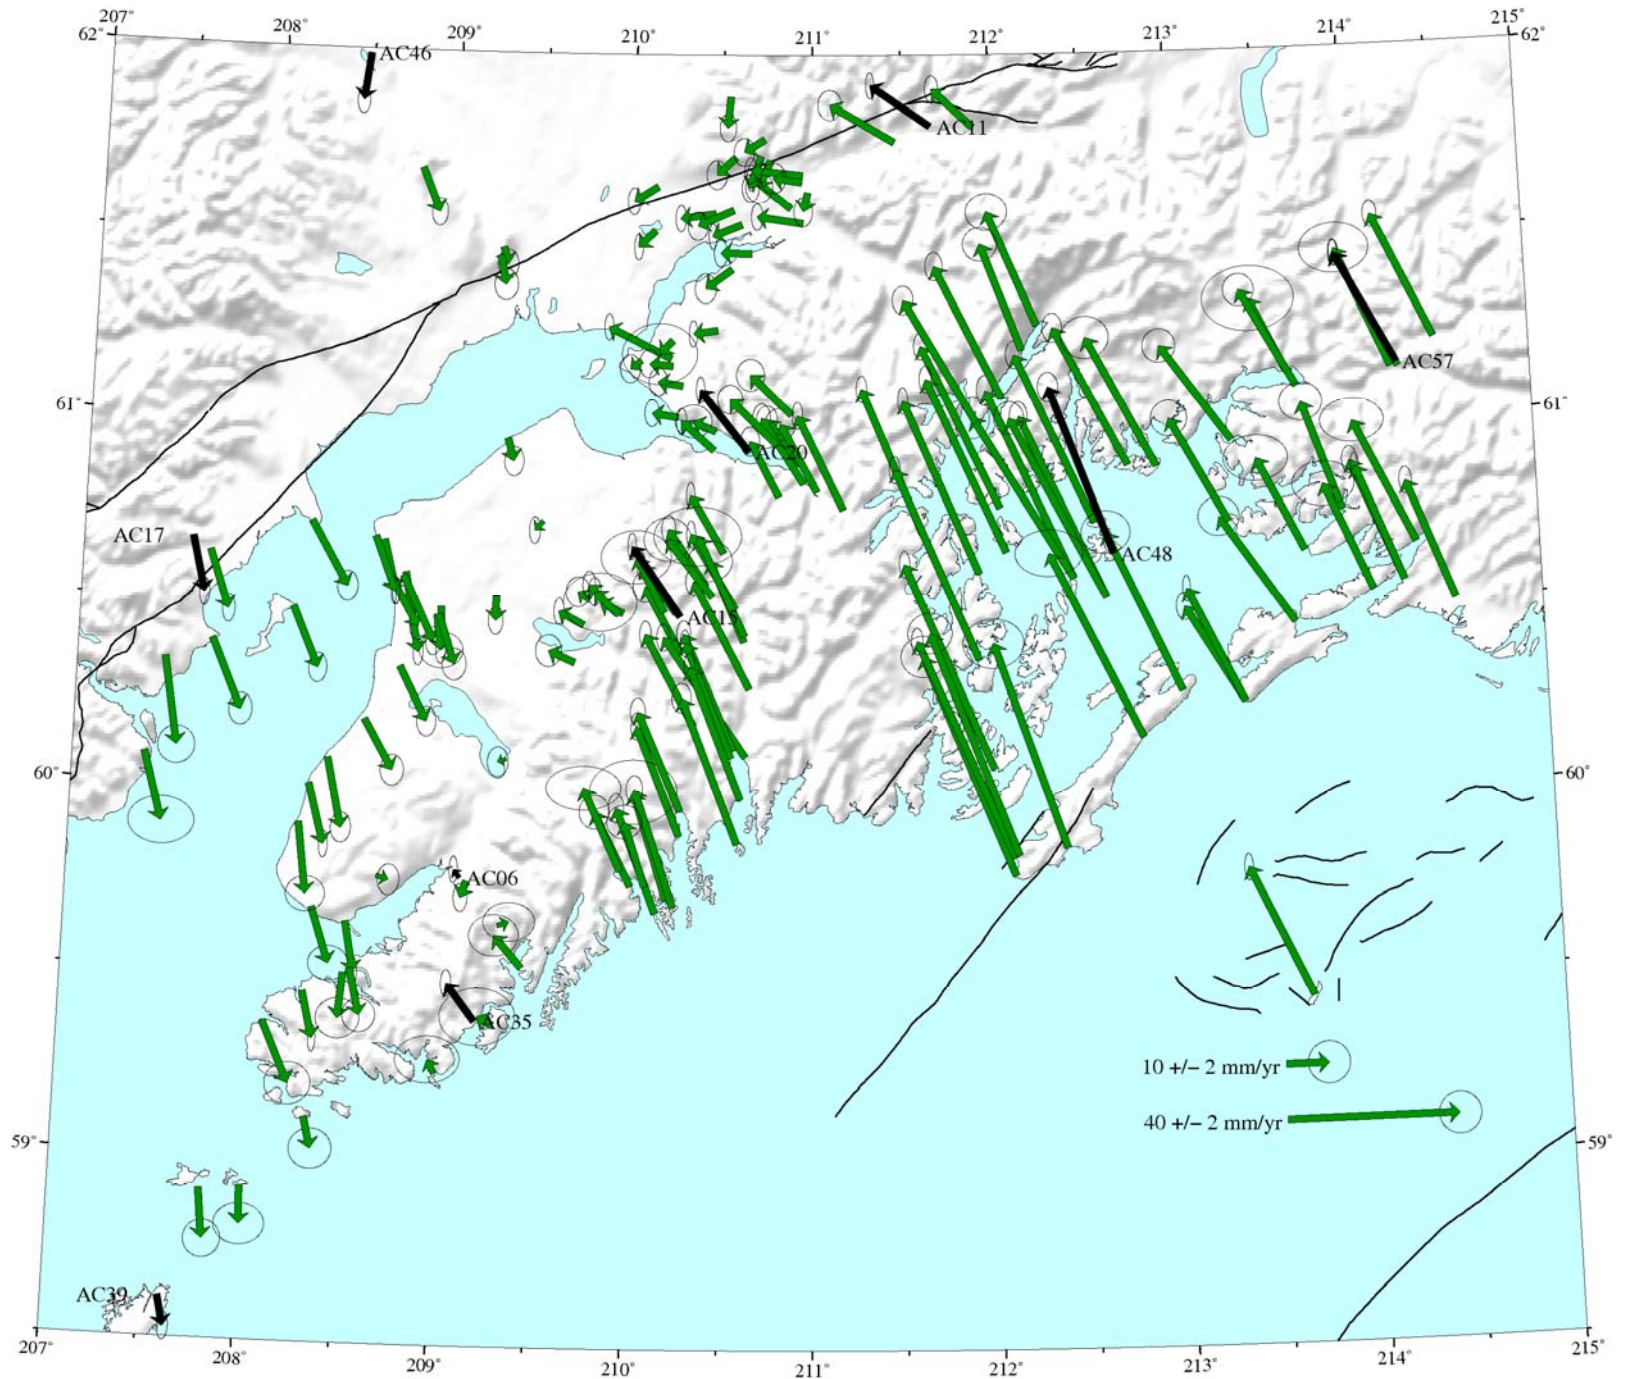 207° 208° 209° 210° 211° 212° 213° 214° 215°
62° 62°
AC46
AC11
AC57
61° 61°
AC20
AC17
AC48
AC15
60° 60°
AC06
AC35
10 +/− 2 mm/yr
40 +/− 2 mm/yr
59° 59°
AC39
207° 208° 209° 210° 211° 212° 213° 214° 215°